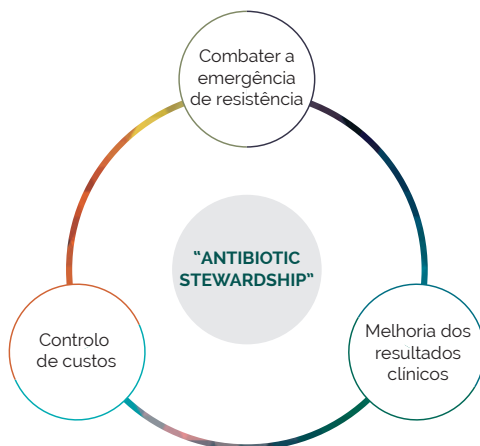 Combater a
emergência
de resistência
“ANTIBIOTIC
STEWARDSHIP”
Controlo
de custos
Melhoria dos
resultados
clínicos